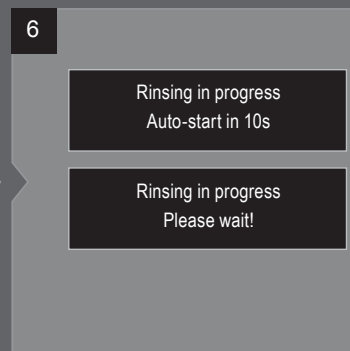 6
Rinsing in progress
Auto-start in 10s
Rinsing in progress
Please wait!